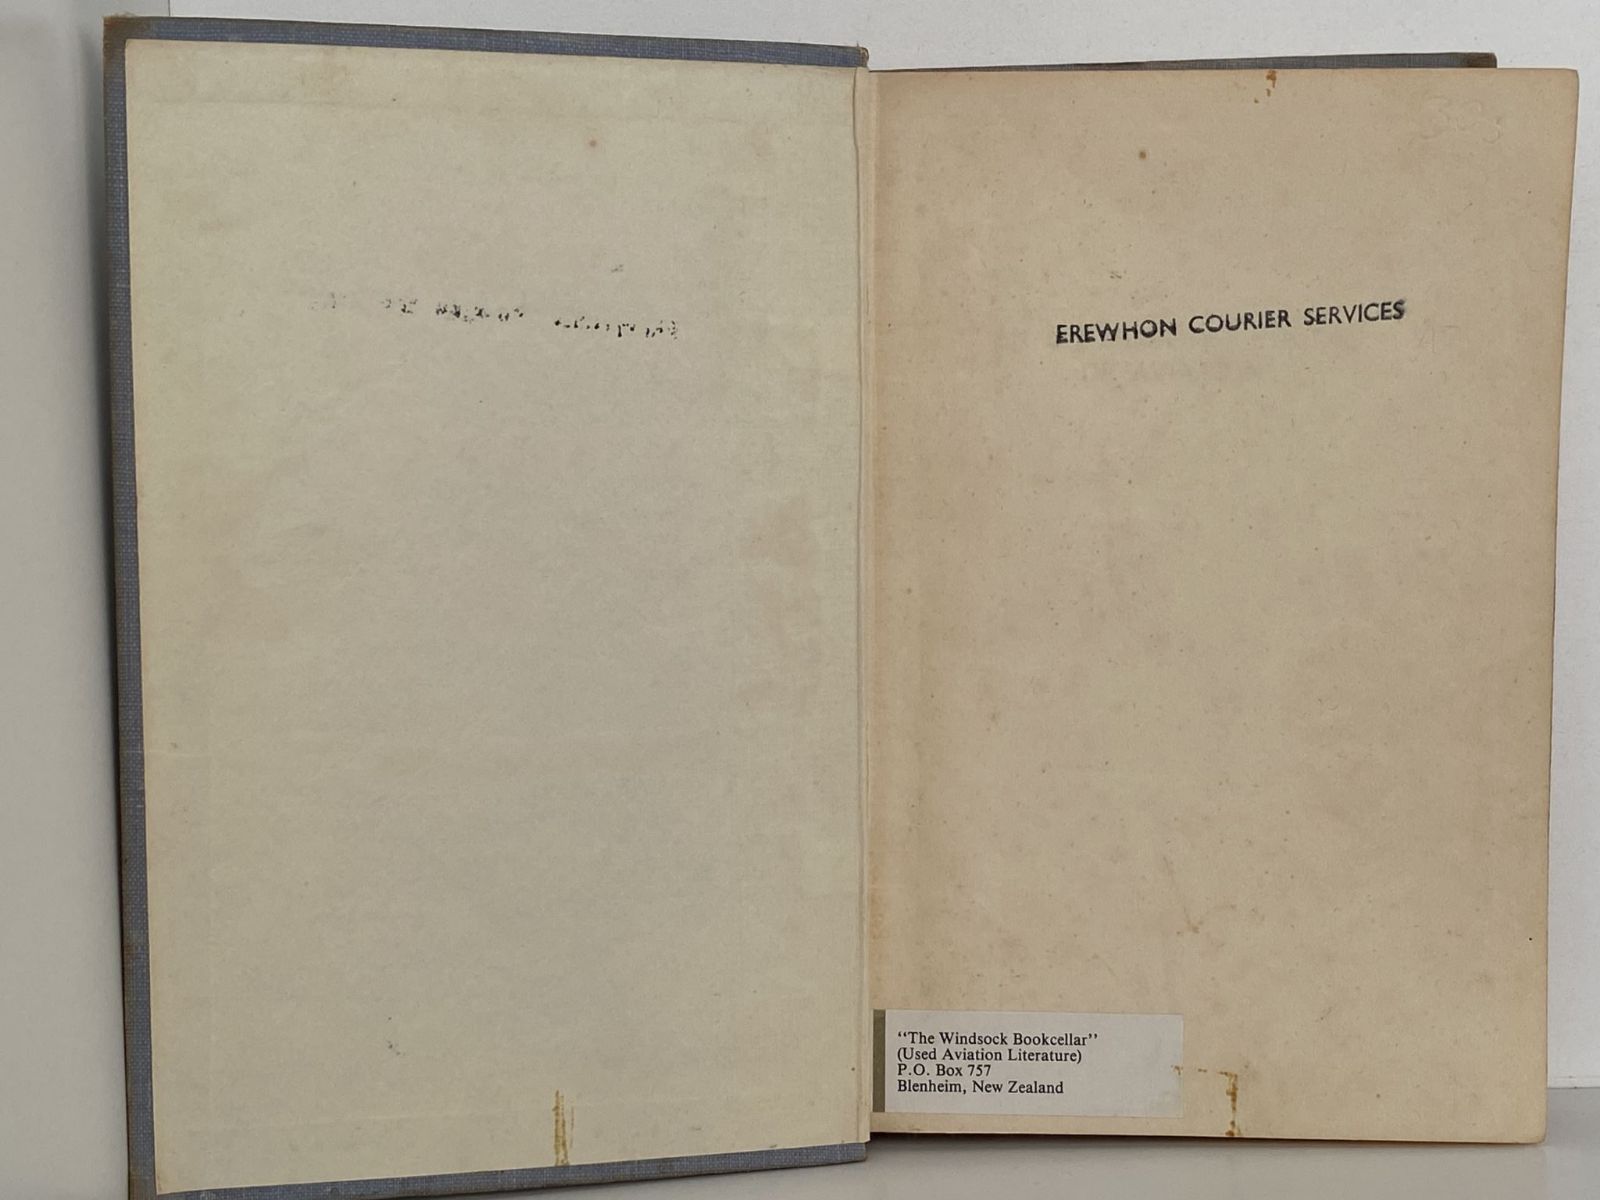 EREWHON COURIER SERVICES
“The Windsock Bookcellar”
(Used Aviation Literature)
P.O. Box 757
Blenheim, New Zealand